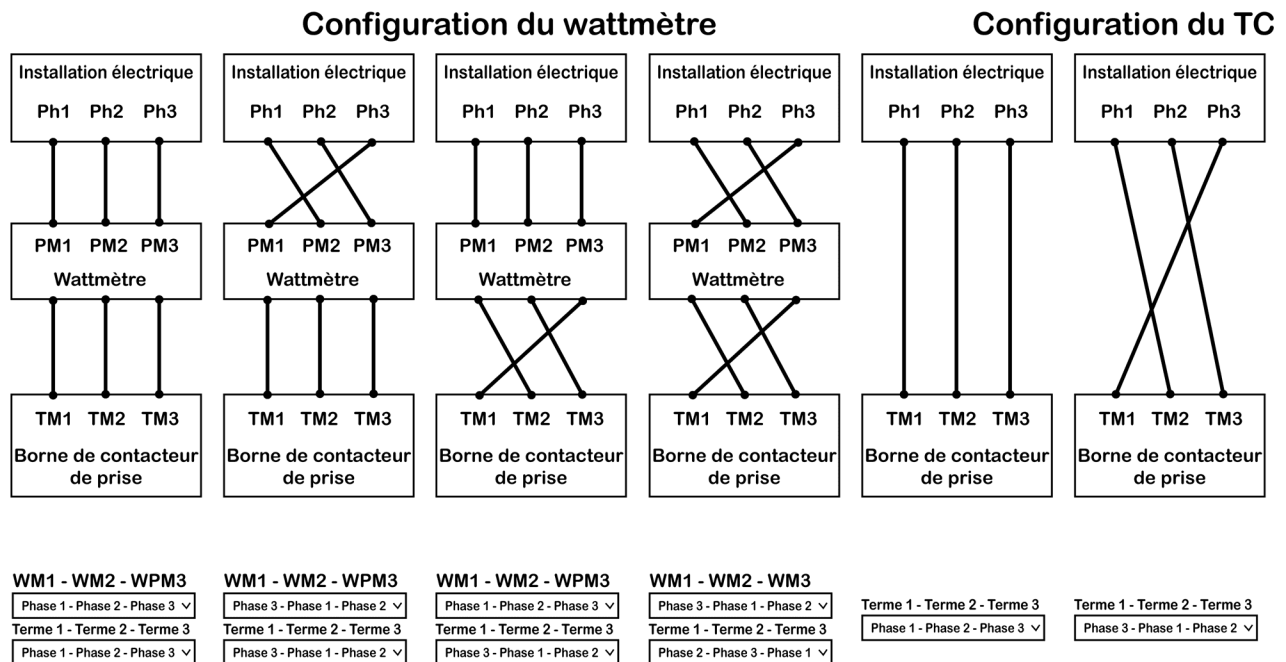 Configuration du wattmètre
Configuration du TC
Installation électrique
Ph1 Ph2 Ph3
PM1 PM2 PM3
Wattmètre
TM1 TM2 TM3
Borne de contacteur
de prise
WM1 - WM2 - WPM3
Phase 1 - Phase 2 - Phase 3
Terme 1 - Terme 2 - Terme 3
Phase 1 - Phase 2 - Phase 3
Installation électrique
Ph1 Ph2 Ph3
PM1 PM2 PM3
Wattmètre
TM1 TM2 TM3
Borne de contacteur
de prise
WM1 - WM2 - WPM3
Phase 3 - Phase 1 - Phase 2
Terme 1 - Terme 2 - Terme 3
Phase 3 - Phase 1 - Phase 2
Installation électrique
Ph1 Ph2 Ph3
PM1 PM2 PM3
Wattmètre
TM1 TM2 TM3
Borne de contacteur
de prise
WM1 - WM2 - WPM3
Phase 1 - Phase 2 - Phase 3
Terme 1 - Terme 2 - Terme 3
Phase 3 - Phase 1 - Phase 2
Installation électrique
Ph1 Ph2 Ph3
PM1 PM2 PM3
Wattmètre
TM1 TM2 TM3
Borne de contacteur
de prise
WM1 - WM2 - WM3
Phase 3 - Phase 1 - Phase 2
Terme 1 - Terme 2 - Terme 3
Phase 2 - Phase 3 - Phase 1
Installation électrique
Ph1 Ph2 Ph3
TM1 TM2 TM3
Borne de contacteur
de prise
Terme 1 - Terme 2 - Terme 3
Phase 1 - Phase 2 - Phase 3
Installation électrique
Ph1 Ph2 Ph3
TM1 TM2 TM3
Borne de contacteur
de prise
Terme 1 - Terme 2 - Terme 3
Phase 3 - Phase 1 - Phase 2